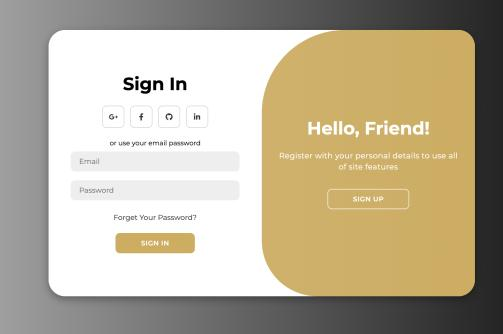 Sign In
G+
f
in
or use your email password
Email
Password
Forget Your Password?
SIGN IN
Hello, Friend!
Register with your personal details to use all
of site features
SIGN UP